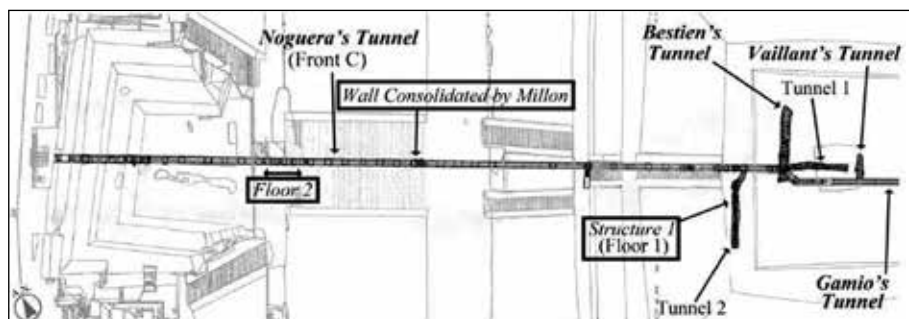 Noguera's Tunnel
(Front C)
Bestien's
Tunnel
Vaillant's Tunnel
Tunnel 1
Wall Consolidated by Millon
Floor 2
Structure 1
(Floor 1)
Tunnel 2
Gamio's
Tunnel